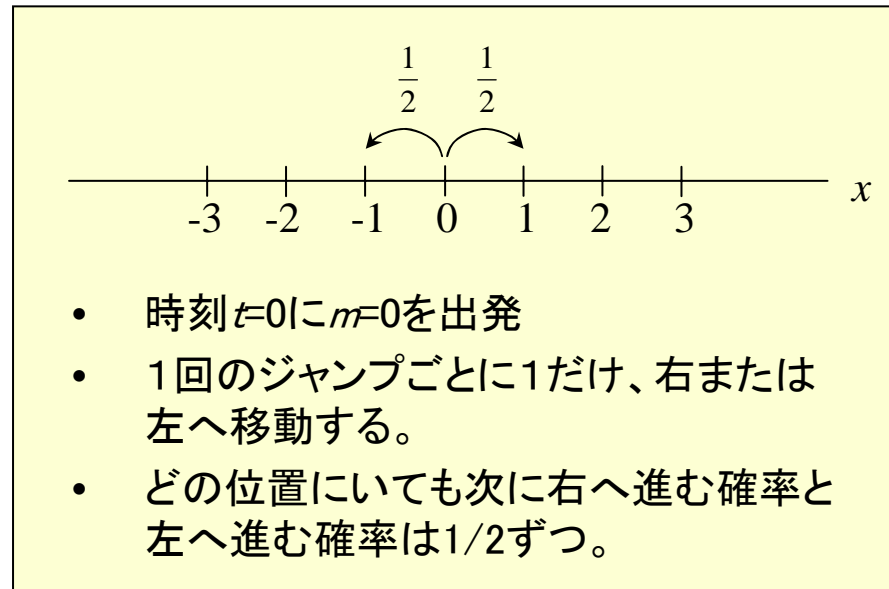 1 1
2 2
x
-3 -2 -1 0 1 2 3
• 時刻t=0にm=0を出発
• 1回のジャンプごとに1だけ、右または
左へ移動する。
• どの位置にいても次に右へ進む確率と
左へ進む確率は1/2ずつ。